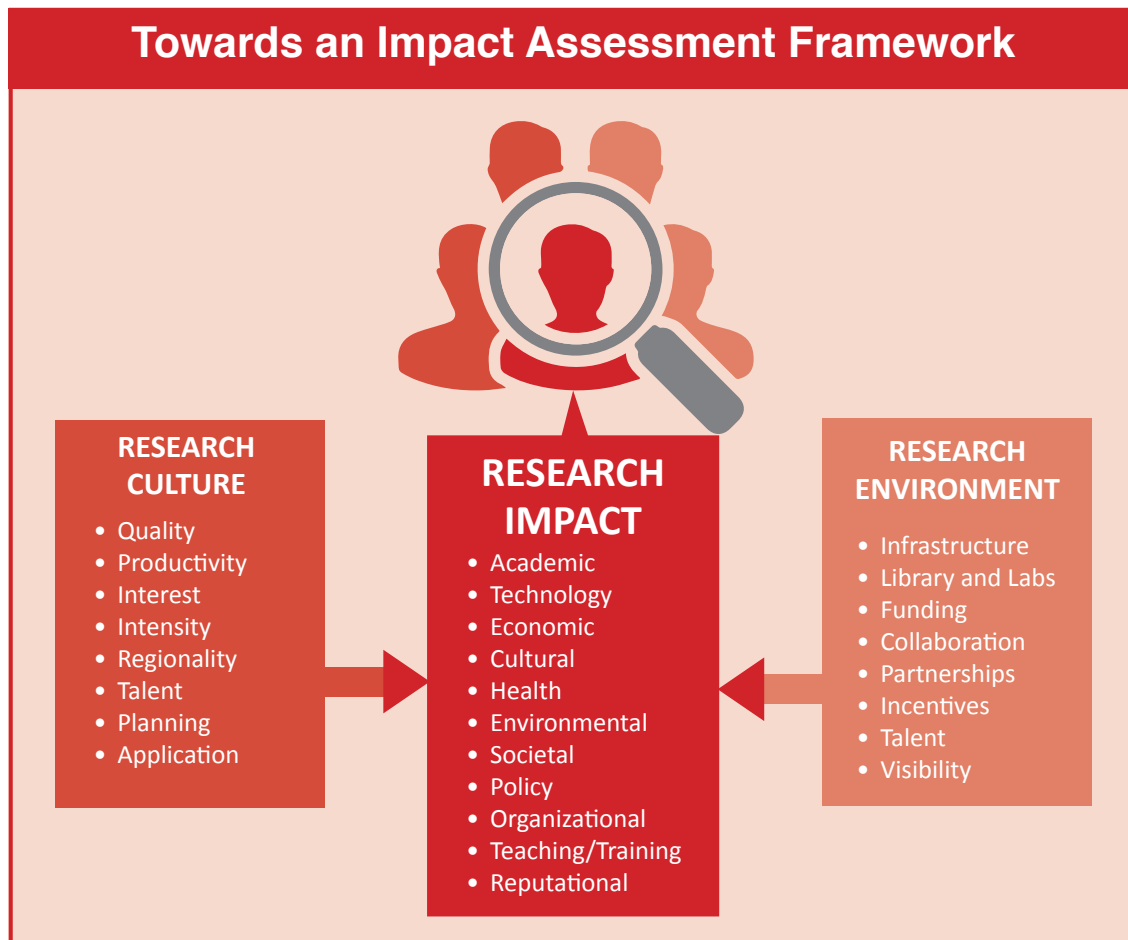 Towards an Impact Assessment Framework
RESEARCH
CULTURE
• Quality
• Productivity
• Interest
• Intensity
• Regionality
• Talent
• Planning
• Application
RESEARCH
IMPACT
• Academic
• Technology
• Economic
• Cultural
• Health
• Environmental
• Societal
• Policy
• Organizational
• Teaching/Training
• Reputational
RESEARCH
ENVIRONMENT
• Infrastructure
• Library and Labs
• Funding
• Collaboration
• Partnerships
• Incentives
• Talent
• Visibility